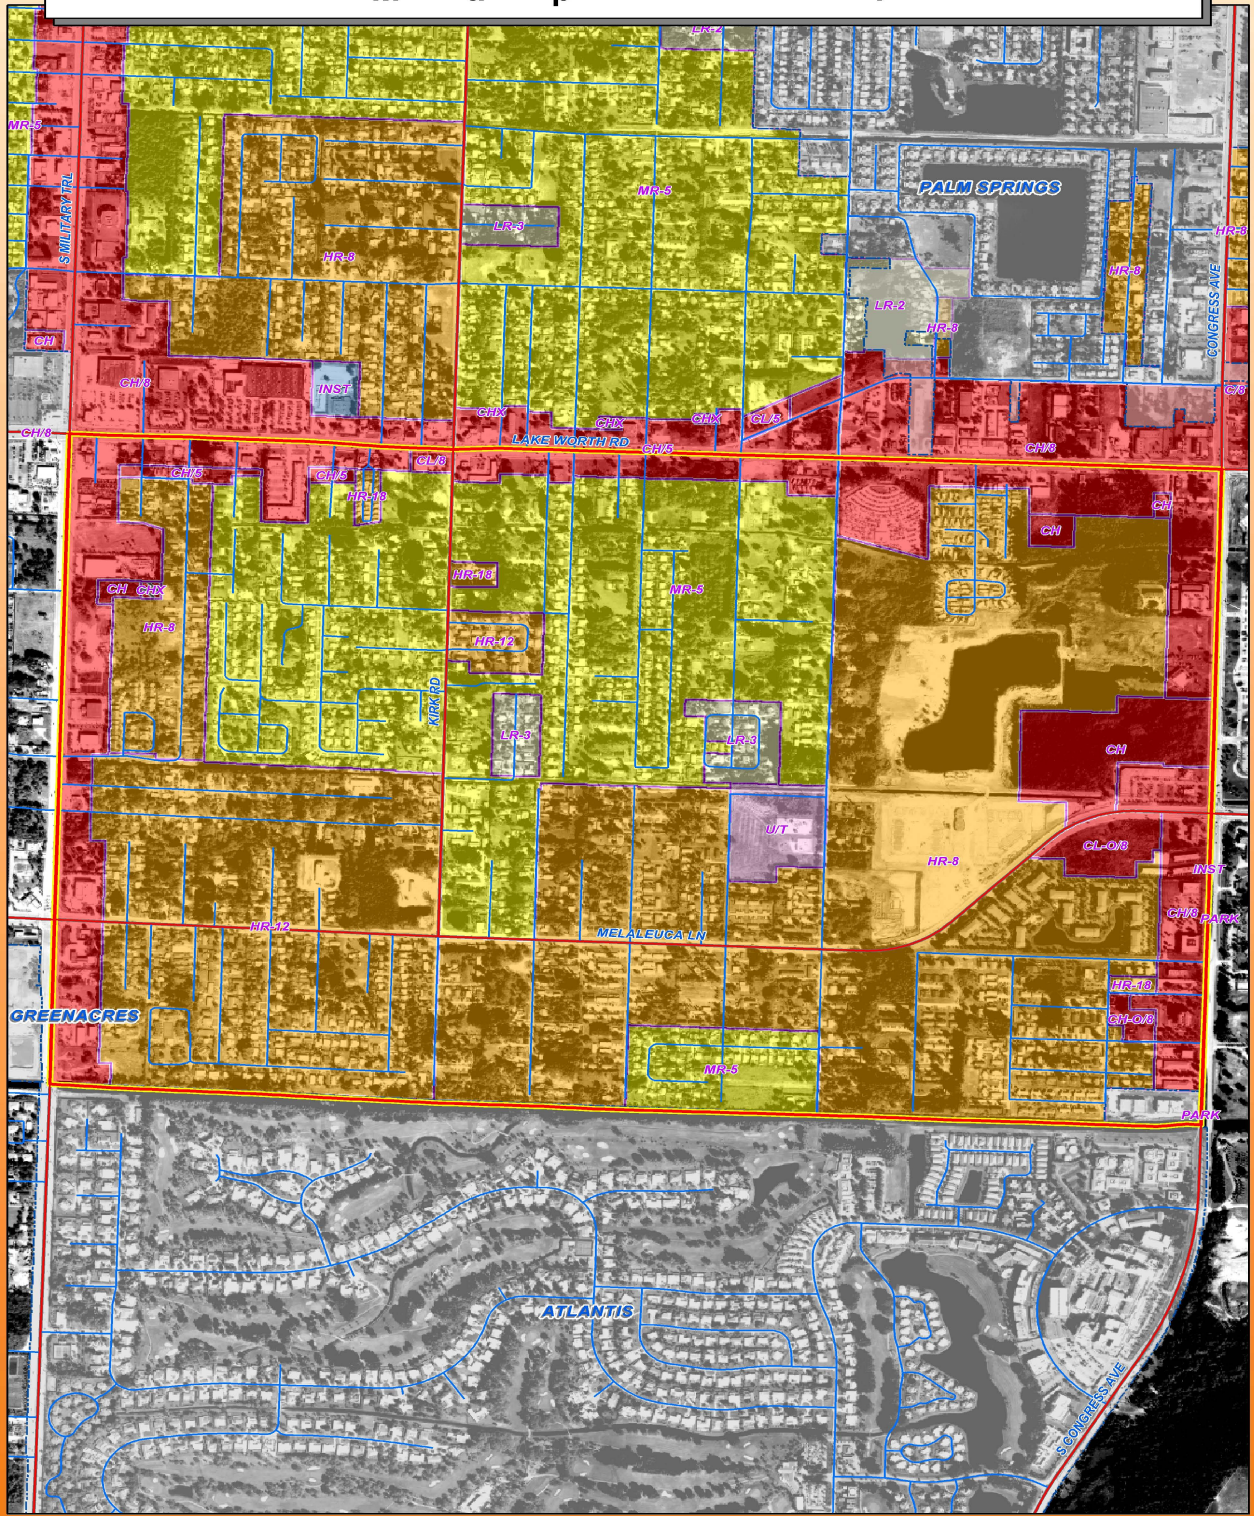 LR-2
MR-5
S MILITARY TRL
PALM SPRINGS
MR-5
LR-3
HR-8
HR-8
HR-8
CONGRESS AVE
LR-2
HR-8
CH
CH/8
INST
C/8
CHX
CHX
CHX
CL/5
CH/8
LAKE WORTH RD
CH/5
CH/8
CL/8
CH/5
CH/5
HR-18
CH
CH
HR-18
CH
CHX
MR-5
HR-8
HR-12
KIRK RD
LR-3
LR-3
CH
U/T
CL-O/8
HR-8
INST
CH/8
PARK
HR-12
MELALEUCA LN
HR-18
GREENACRES
CH-O/8
MR-5
PARK
ATLANTIS
S CONGRESS AVE